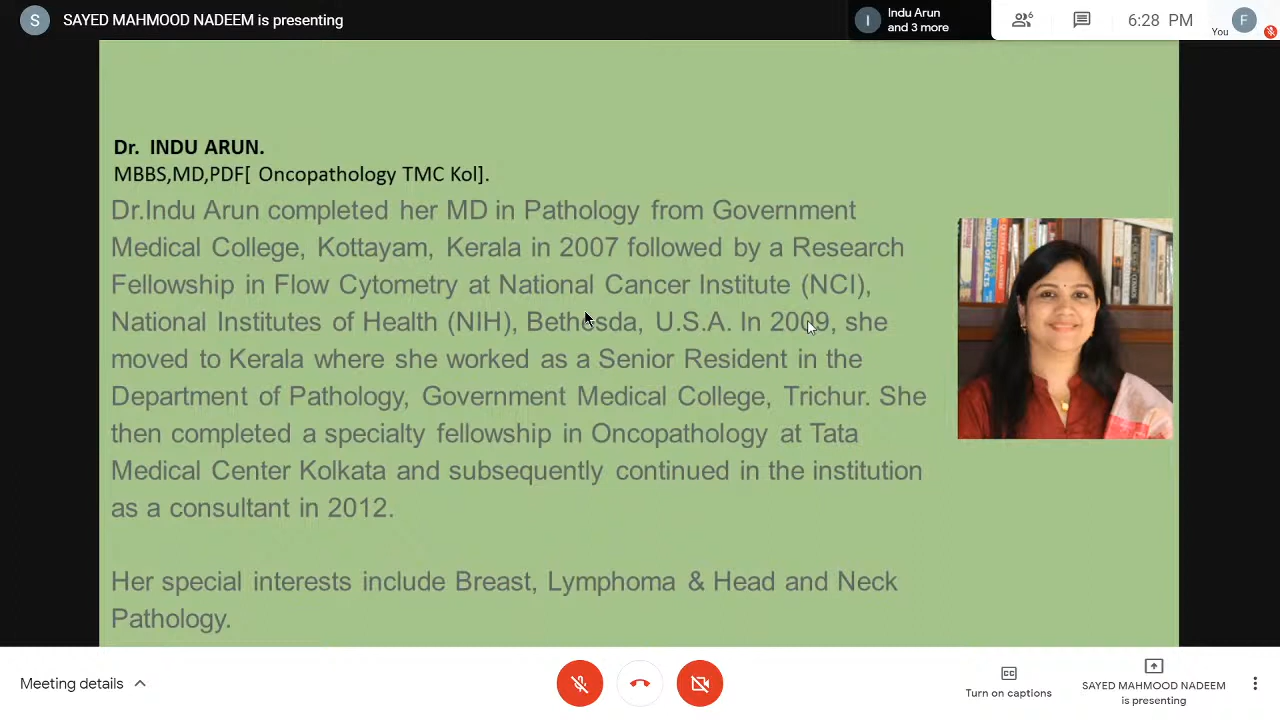 S SAYED MAHMOOD NADEEM is presenting
I Indu Arun
and 3 more
6
6:28 PM
You
F
Dr. INDU ARUN.
MBBS,MD,PDF[ Oncopathology TMC Kol].
Dr.Indu Arun completed her MD in Pathology from Government
Medical College, Kottayam, Kerala in 2007 followed by a Research
Fellowship in Flow Cytometry at National Cancer Institute (NCI),
National Institutes of Health (NIH), Bethesda, U.S.A. In 2009, she
moved to Kerala where she worked as a Senior Resident in the
Department of Pathology, Government Medical College, Trichur. She
then completed a specialty fellowship in Oncopathology at Tata
Medical Center Kolkata and subsequently continued in the institution
as a consultant in 2012.
Her special interests include Breast, Lymphoma & Head and Neck
Pathology.
WORLD OF FACTS
Meeting details
CC
Turn on captions
SAYED MAHMOOD NADEEM
is presenting